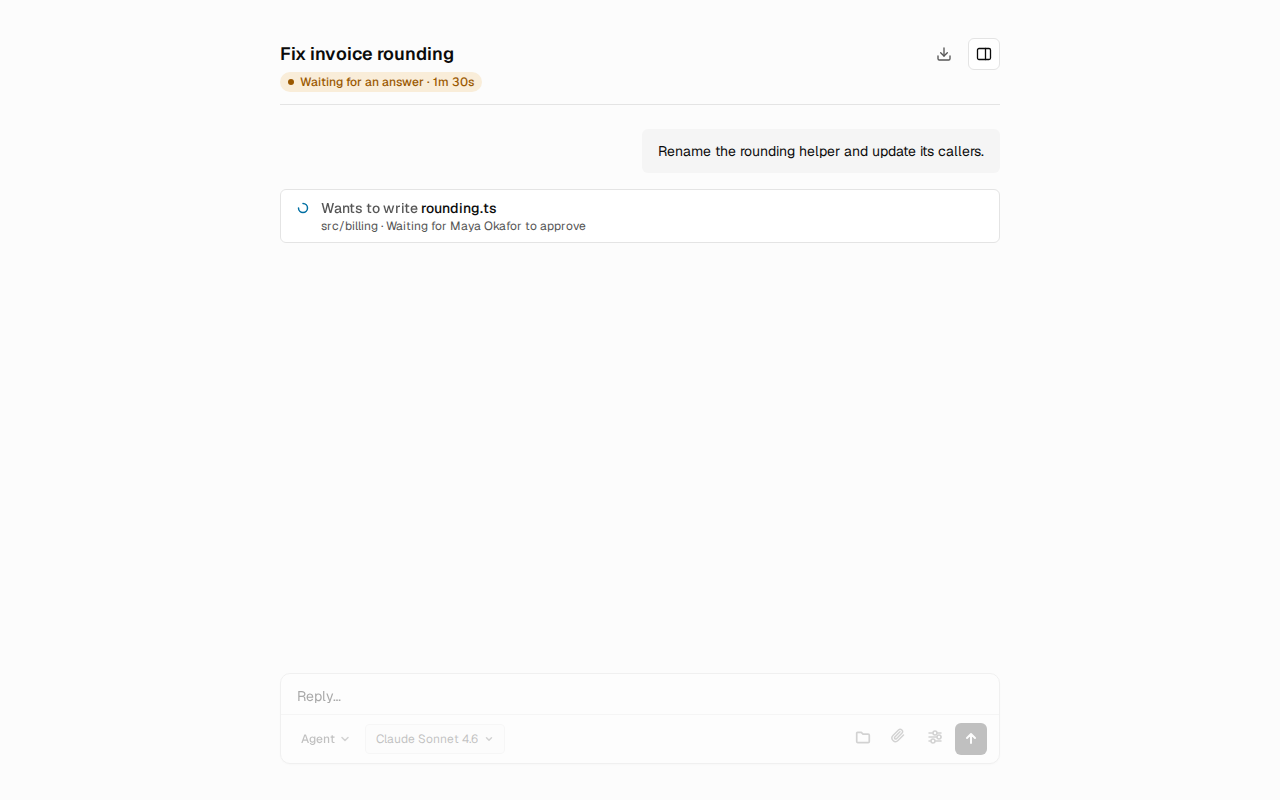 Fix invoice rounding
Waiting for an answer · 1m 30s
Rename the rounding helper and update its callers.
Wants to write rounding.ts
src/billing · Waiting for Maya Okafor to approve
Reply...
Agent
Claude Sonnet 4.6